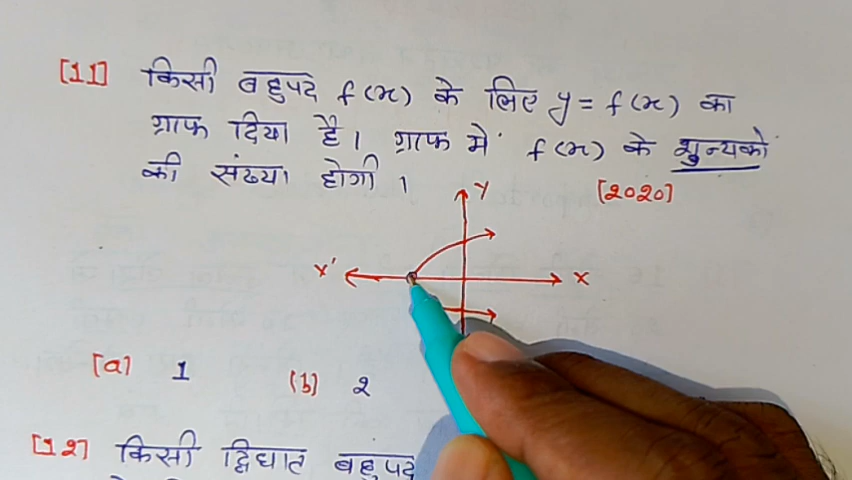 [11] किसी बहुपद f(x) के लिए y = f(x) का
ग्राफ दिया है। ग्राफ में f(x) के शुन्यको
की संख्या होगी।
[2020]
Y
X' X
[a] 1 (b) 2
[12] किसी द्विघात बहुपद